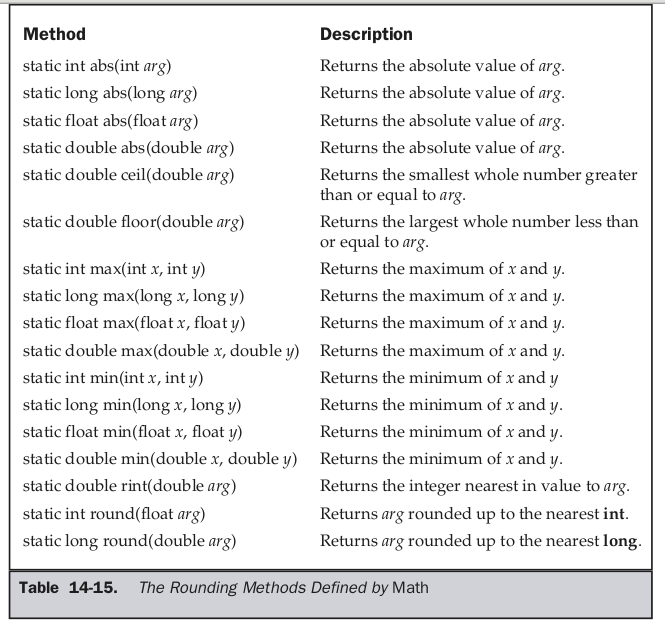 Method Description
static int abs(int arg) Returns the absolute value of arg.
static long abs(long arg) Returns the absolute value of arg.
static float abs(float arg) Returns the absolute value of arg.
static double abs(double arg) Returns the absolute value of arg.
static double ceil(double arg) Returns the smallest whole number greater
than or equal to arg.
static double floor(double arg) Returns the largest whole number less than
or equal to arg.
static int max(int x, int y) Returns the maximum of x and y.
static long max(long x, long y) Returns the maximum of x and y.
static float max(float x, float y) Returns the maximum of x and y.
static double max(double x, double y) Returns the maximum of x and y.
static int min(int x, int y) Returns the minimum of x and y
static long min(long x, long y) Returns the minimum of x and y.
static float min(float x, float y) Returns the minimum of x and y.
static double min(double x, double y) Returns the minimum of x and y.
static double rint(double arg) Returns the integer nearest in value to arg.
static int round(float arg) Returns arg rounded up to the nearest int.
static long round(double arg) Returns arg rounded up to the nearest long.
Table 14-15. The Rounding Methods Defined by Math